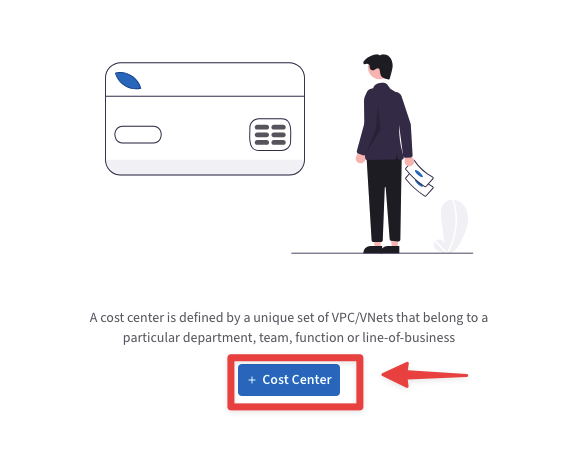 A cost center is defined by a unique set of VPC/VNets that belong to a
particular department, team, function or line-of-business
+ Cost Center